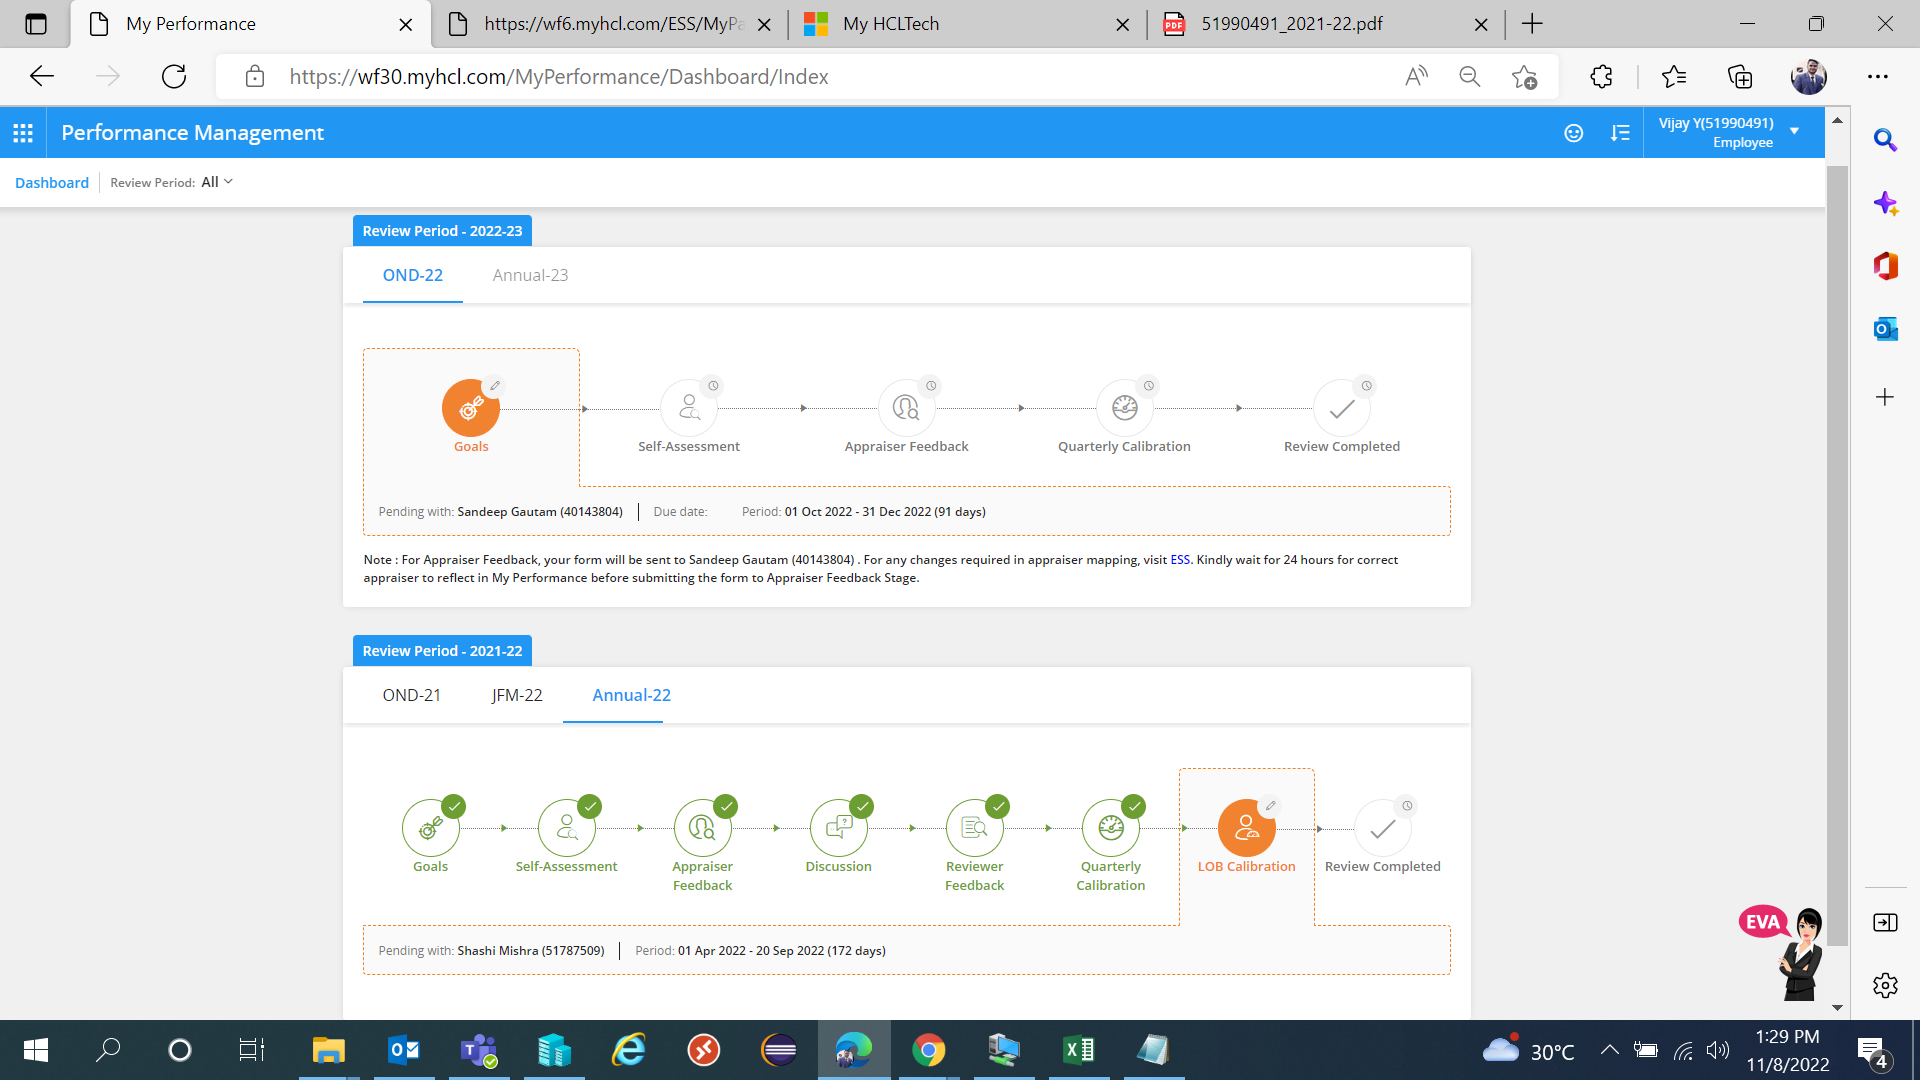 My Performance
https://wf6.myhcl.com/ESS/MyPa
My HCLTech
51990491_2021-22.pdf
https://wf30.myhcl.com/MyPerformance/Dashboard/Index
Performance Management
Vijay Y(51990491)
Employee
Dashboard
Review Period: All
Review Period - 2022-23
OND-22
Annual-23
Goals
Self-Assessment
Appraiser Feedback
Quarterly Calibration
Review Completed
Pending with: Sandeep Gautam (40143804)
Due date:
Period: 01 Oct 2022 - 31 Dec 2022 (91 days)
Note : For Appraiser Feedback, your form will be sent to Sandeep Gautam (40143804) . For any changes required in appraiser mapping, visit ESS. Kindly wait for 24 hours for correct
appraiser to reflect in My Performance before submitting the form to Appraiser Feedback Stage.
Review Period - 2021-22
OND-21
JFM-22
Annual-22
Goals
Self-Assessment
Appraiser
Feedback
Discussion
Reviewer
Feedback
Quarterly
Calibration
LOB Calibration
Review Completed
Pending with: Shashi Mishra (51787509)
Period: 01 Apr 2022 - 20 Sep 2022 (172 days)
EVA
30°C
1:29 PM
11/8/2022
4